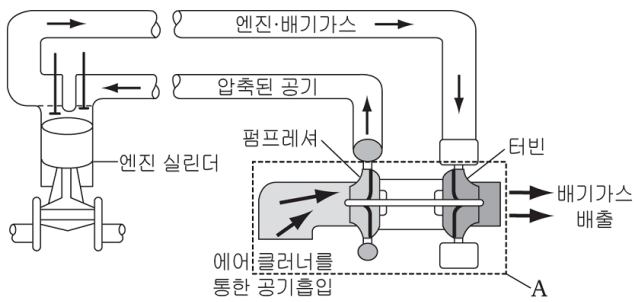 엔진·배기가스
압축된 공기
펌프레셔
터빈
엔진 실린더
배기가스
배출
에어 클러너를
통한 공기흡입
A